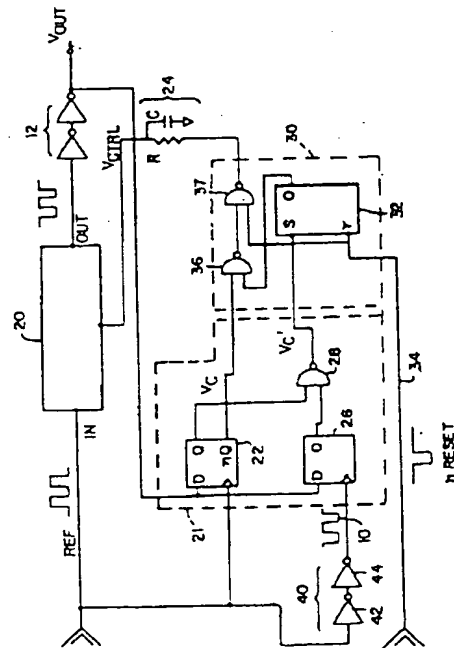 REF
IN
20
OUT
12
VOUT
VCTRL
24
R
C
21
D
Q
nQ
22
VC
36
37
30
D
Q
26
28
VC'
S
Q
r
32
40
42
44
10
34
n RESET